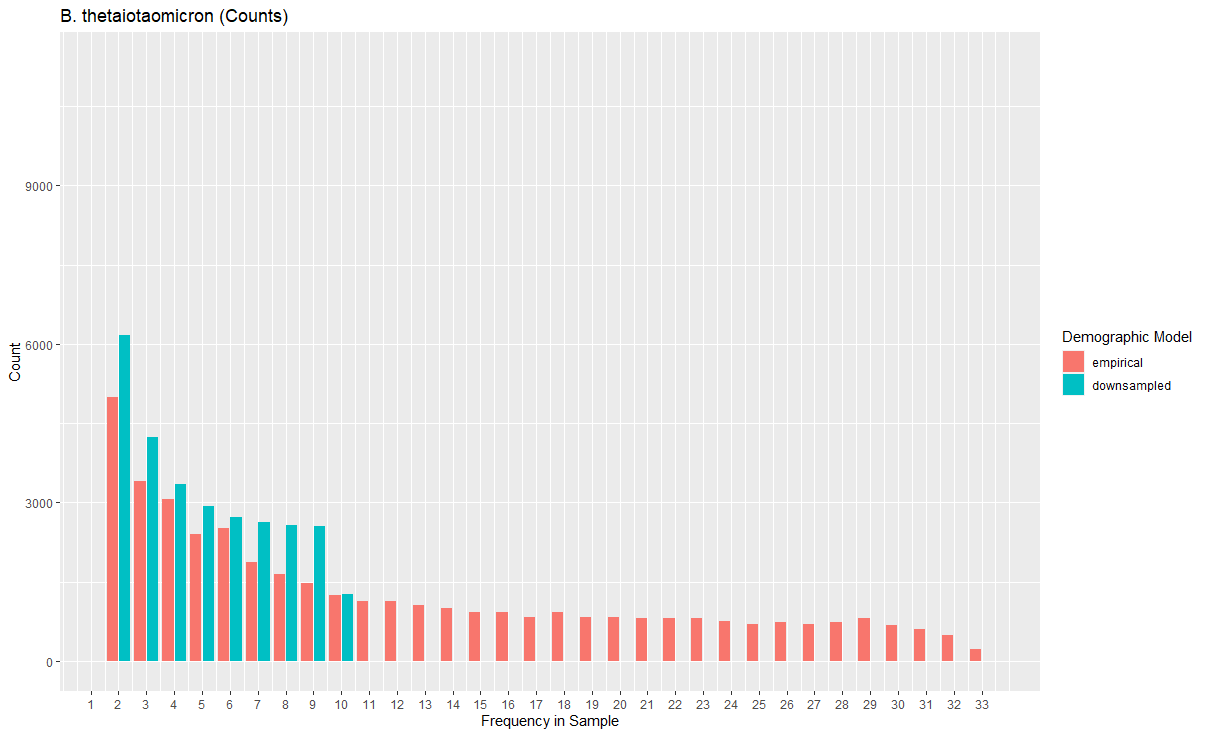 B. thetaiotaomicron (Counts)
9000
6000
3000
0
Count
1 2 3 4 5 6 7 8 9 10 11 12 13 14 15 16 17 18 19 20 21 22 23 24 25 26 27 28 29 30 31 32 33
Frequency in Sample
Demographic Model
empirical
downsampled